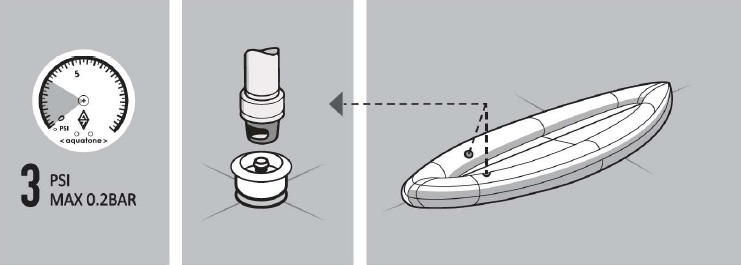 5
PSI
<aquatone>
3 PSI
MAX 0.2BAR